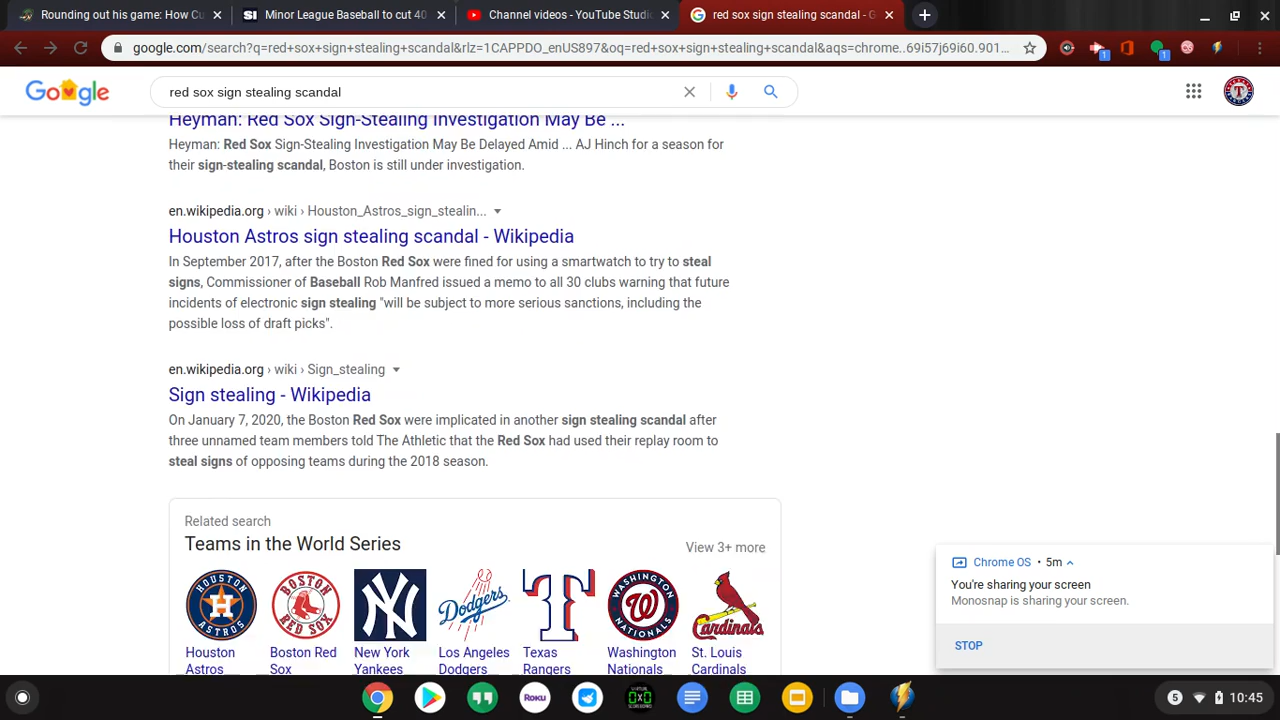 Rounding out his game: How Cu
Minor League Baseball to cut 40
Channel videos - YouTube Studio
red sox sign stealing scandal - G
google.com/search?q=red+sox+sign+stealing+scandal&rlz=1CAPPDO_enUS897&oq=red+sox+sign+stealing+scandal&aqs=chrome..69i57j69i60.901...
Google
red sox sign stealing scandal
Heyman: Red Sox Sign-Stealing Investigation May Be ...
Heyman: Red Sox Sign-Stealing Investigation May Be Delayed Amid ... AJ Hinch for a season for
their sign-stealing scandal, Boston is still under investigation.
en.wikipedia.org › wiki › Houston_Astros_sign_stealin...
Houston Astros sign stealing scandal - Wikipedia
In September 2017, after the Boston Red Sox were fined for using a smartwatch to try to steal
signs, Commissioner of Baseball Rob Manfred issued a memo to all 30 clubs warning that future
incidents of electronic sign stealing "will be subject to more serious sanctions, including the
possible loss of draft picks".
en.wikipedia.org › wiki › Sign_stealing
Sign stealing - Wikipedia
On January 7, 2020, the Boston Red Sox were implicated in another sign stealing scandal after
three unnamed team members told The Athletic that the Red Sox had used their replay room to
steal signs of opposing teams during the 2018 season.
Related search
Teams in the World Series
View 3+ more
Houston
Astros
Boston Red
Sox
New York
Yankees
Los Angeles
Dodgers
Texas
Rangers
Washington
Nationals
St. Louis
Cardinals
Chrome OS • 5m
You're sharing your screen
Monosnap is sharing your screen.
STOP
Roku
5
10:45